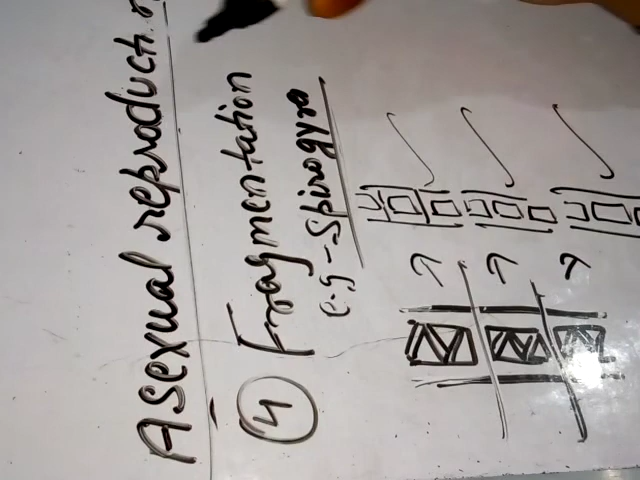 Asexual reproduct
④ Fragmentation
e.g - Spirogyra